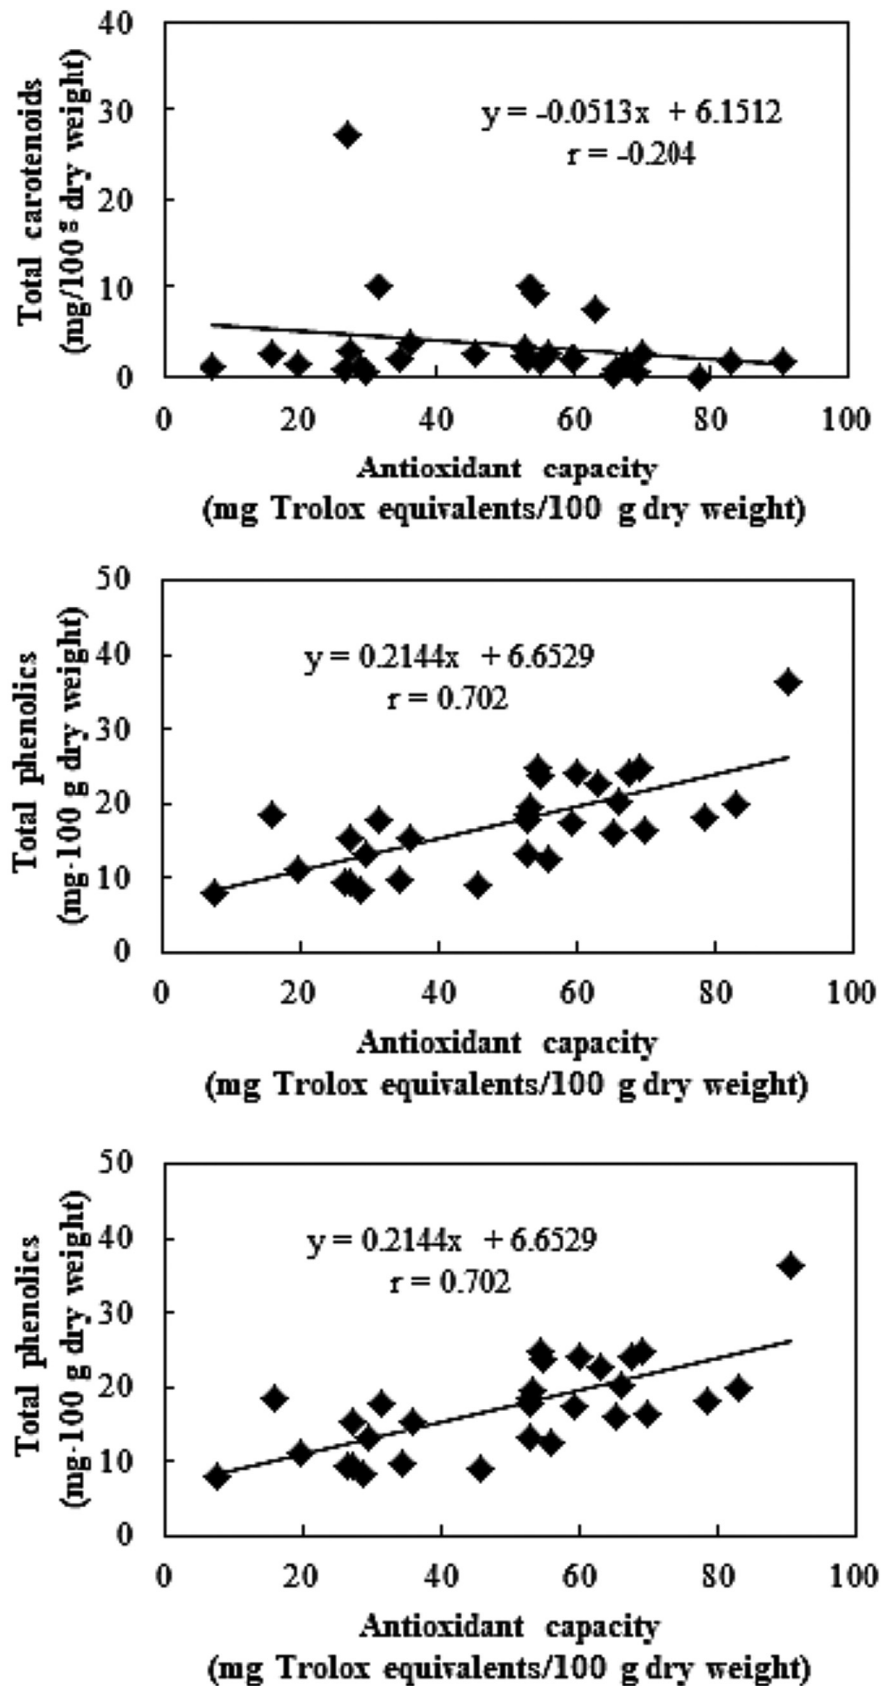 Total carotenoids
(mg/100 g dry weight)
40
30
20
10
0
y = -0.0513x + 6.1512
r = -0.204
0 20 40 60 80 100
Antioxidant capacity
(mg Trolox equivalents/100 g dry weight)
Total phenolics
(mg·100 g dry weight)
50
40
30
20
10
0
y = 0.2144x + 6.6529
r = 0.702
0 20 40 60 80 100
Antioxidant capacity
(mg Trolox equivalents/100 g dry weight)
Total phenolics
(mg·100 g dry weight)
50
40
30
20
10
0
y = 0.2144x + 6.6529
r = 0.702
0 20 40 60 80 100
Antioxidant capacity
(mg Trolox equivalents/100 g dry weight)